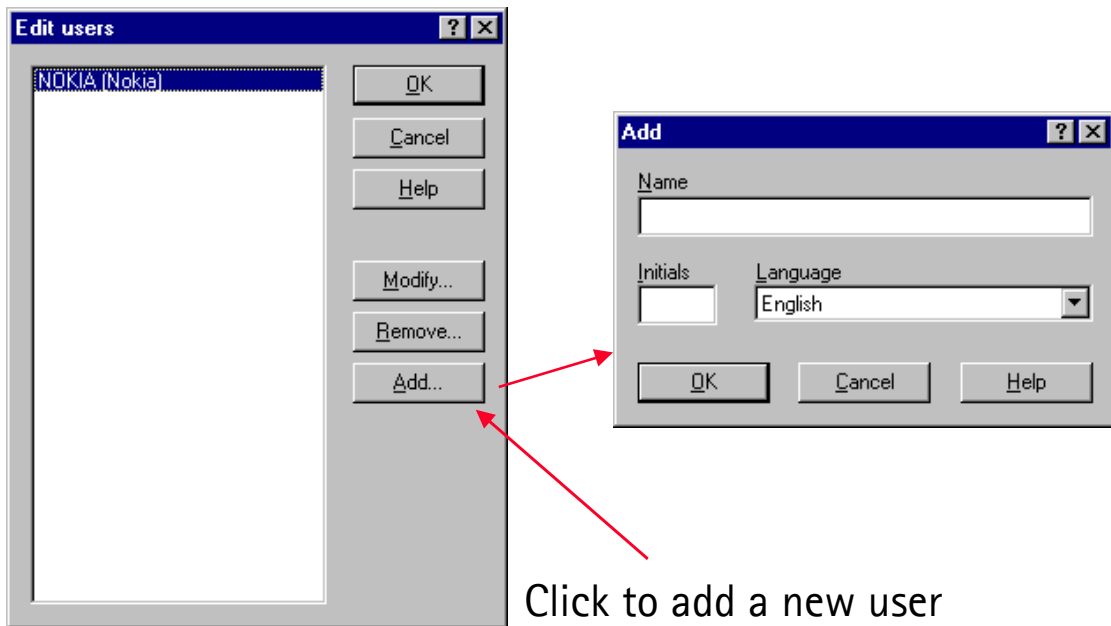 Edit users
NOKIA (Nokia)
OK
Cancel
Help
Modify...
Remove...
Add...
Add
Name
Initials Language
English
OK Cancel Help
Click to add a new user